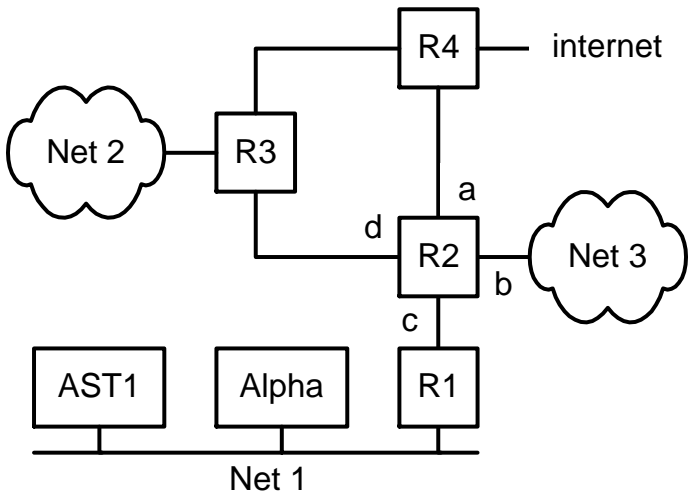 R4
internet
Net 2
R3
a
d
R2
b
Net 3
c
AST1
Alpha
R1
Net 1